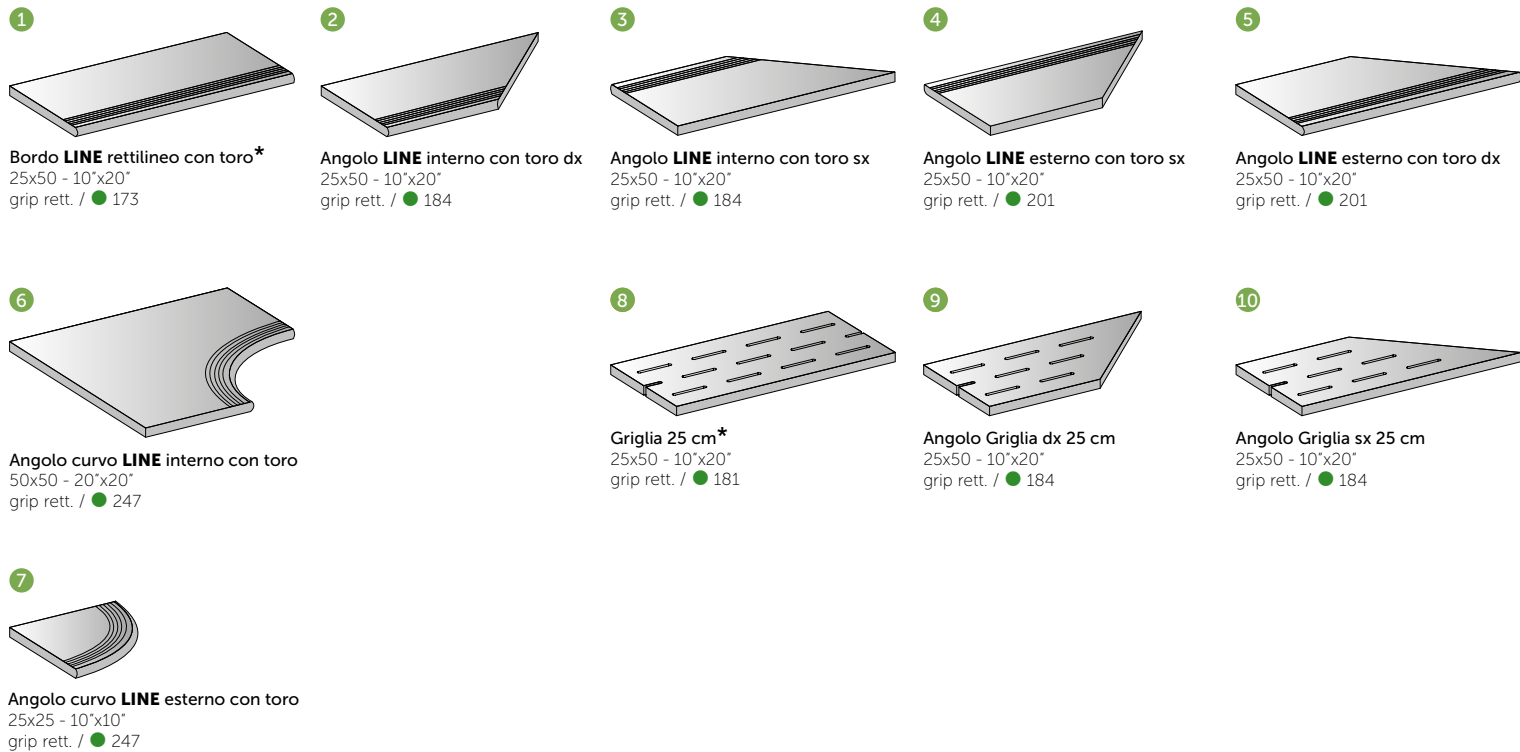 1
Bordo LINE rettilineo con toro*
25x50 - 10”x20”
grip rett. / ● 173
2
Angolo LINE interno con toro dx
25x50 - 10”x20”
grip rett. / ● 184
3
Angolo LINE interno con toro sx
25x50 - 10”x20”
grip rett. / ● 184
4
Angolo LINE esterno con toro sx
25x50 - 10”x20”
grip rett. / ● 201
5
Angolo LINE esterno con toro dx
25x50 - 10”x20”
grip rett. / ● 201
6
Angolo curvo LINE interno con toro
50x50 - 20”x20”
grip rett. / ● 247
8
Griglia 25 cm*
25x50 - 10”x20”
grip rett. / ● 181
9
Angolo Griglia dx 25 cm
25x50 - 10”x20”
grip rett. / ● 184
10
Angolo Griglia sx 25 cm
25x50 - 10”x20”
grip rett. / ● 184
7
Angolo curvo LINE esterno con toro
25x25 - 10”x10”
grip rett. / ● 247